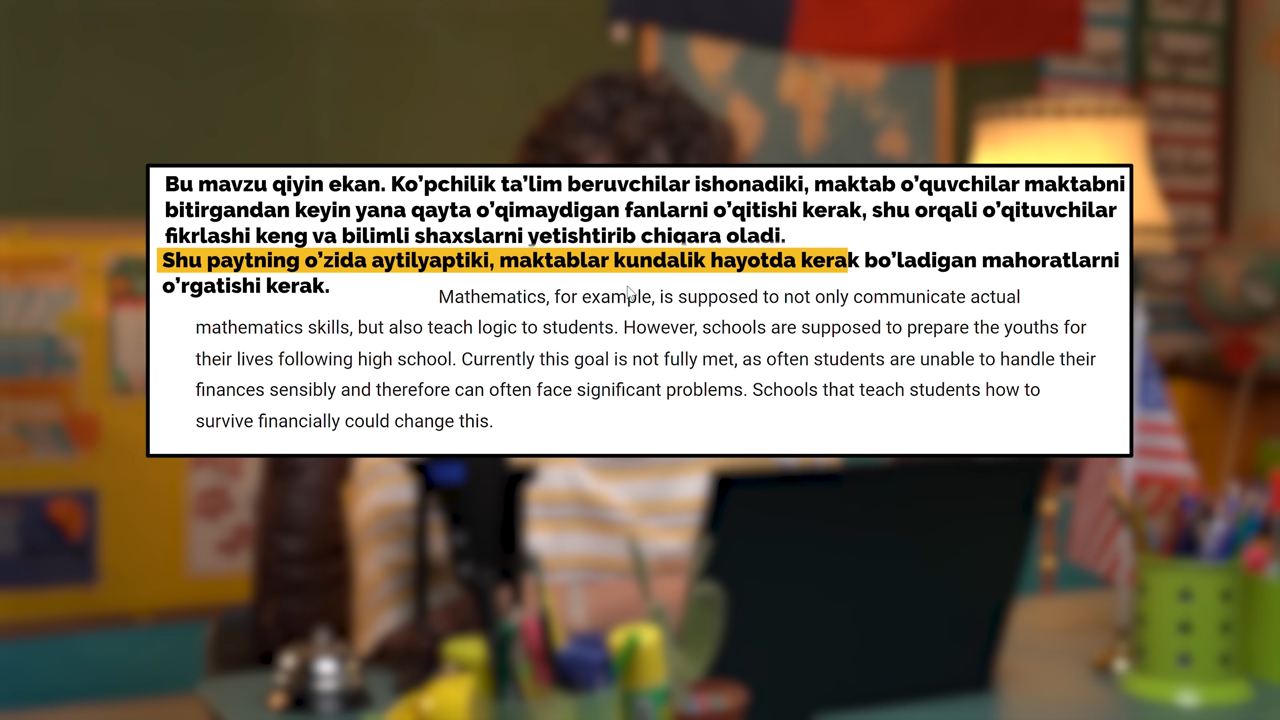 Bu mavzu qiyin ekan. Ko’pchilik ta’lim beruvchilar ishonadiki, maktab o’quvchilar maktabni
bitirgandan keyin yana qayta o’qimaydigan fanlarni o’qitishi kerak, shu orqali o’qituvchilar
fikrlashi keng va bilimli shaxslarni yetishtirib chiqara oladi.
Shu paytning o’zida aytilyaptiki, maktablar kundalik hayotda kerak bo’ladigan mahoratlarni
o’rgatishi kerak.
Mathematics, for example, is supposed to not only communicate actual
mathematics skills, but also teach logic to students. However, schools are supposed to prepare the youths for
their lives following high school. Currently this goal is not fully met, as often students are unable to handle their
finances sensibly and therefore can often face significant problems. Schools that teach students how to
survive financially could change this.